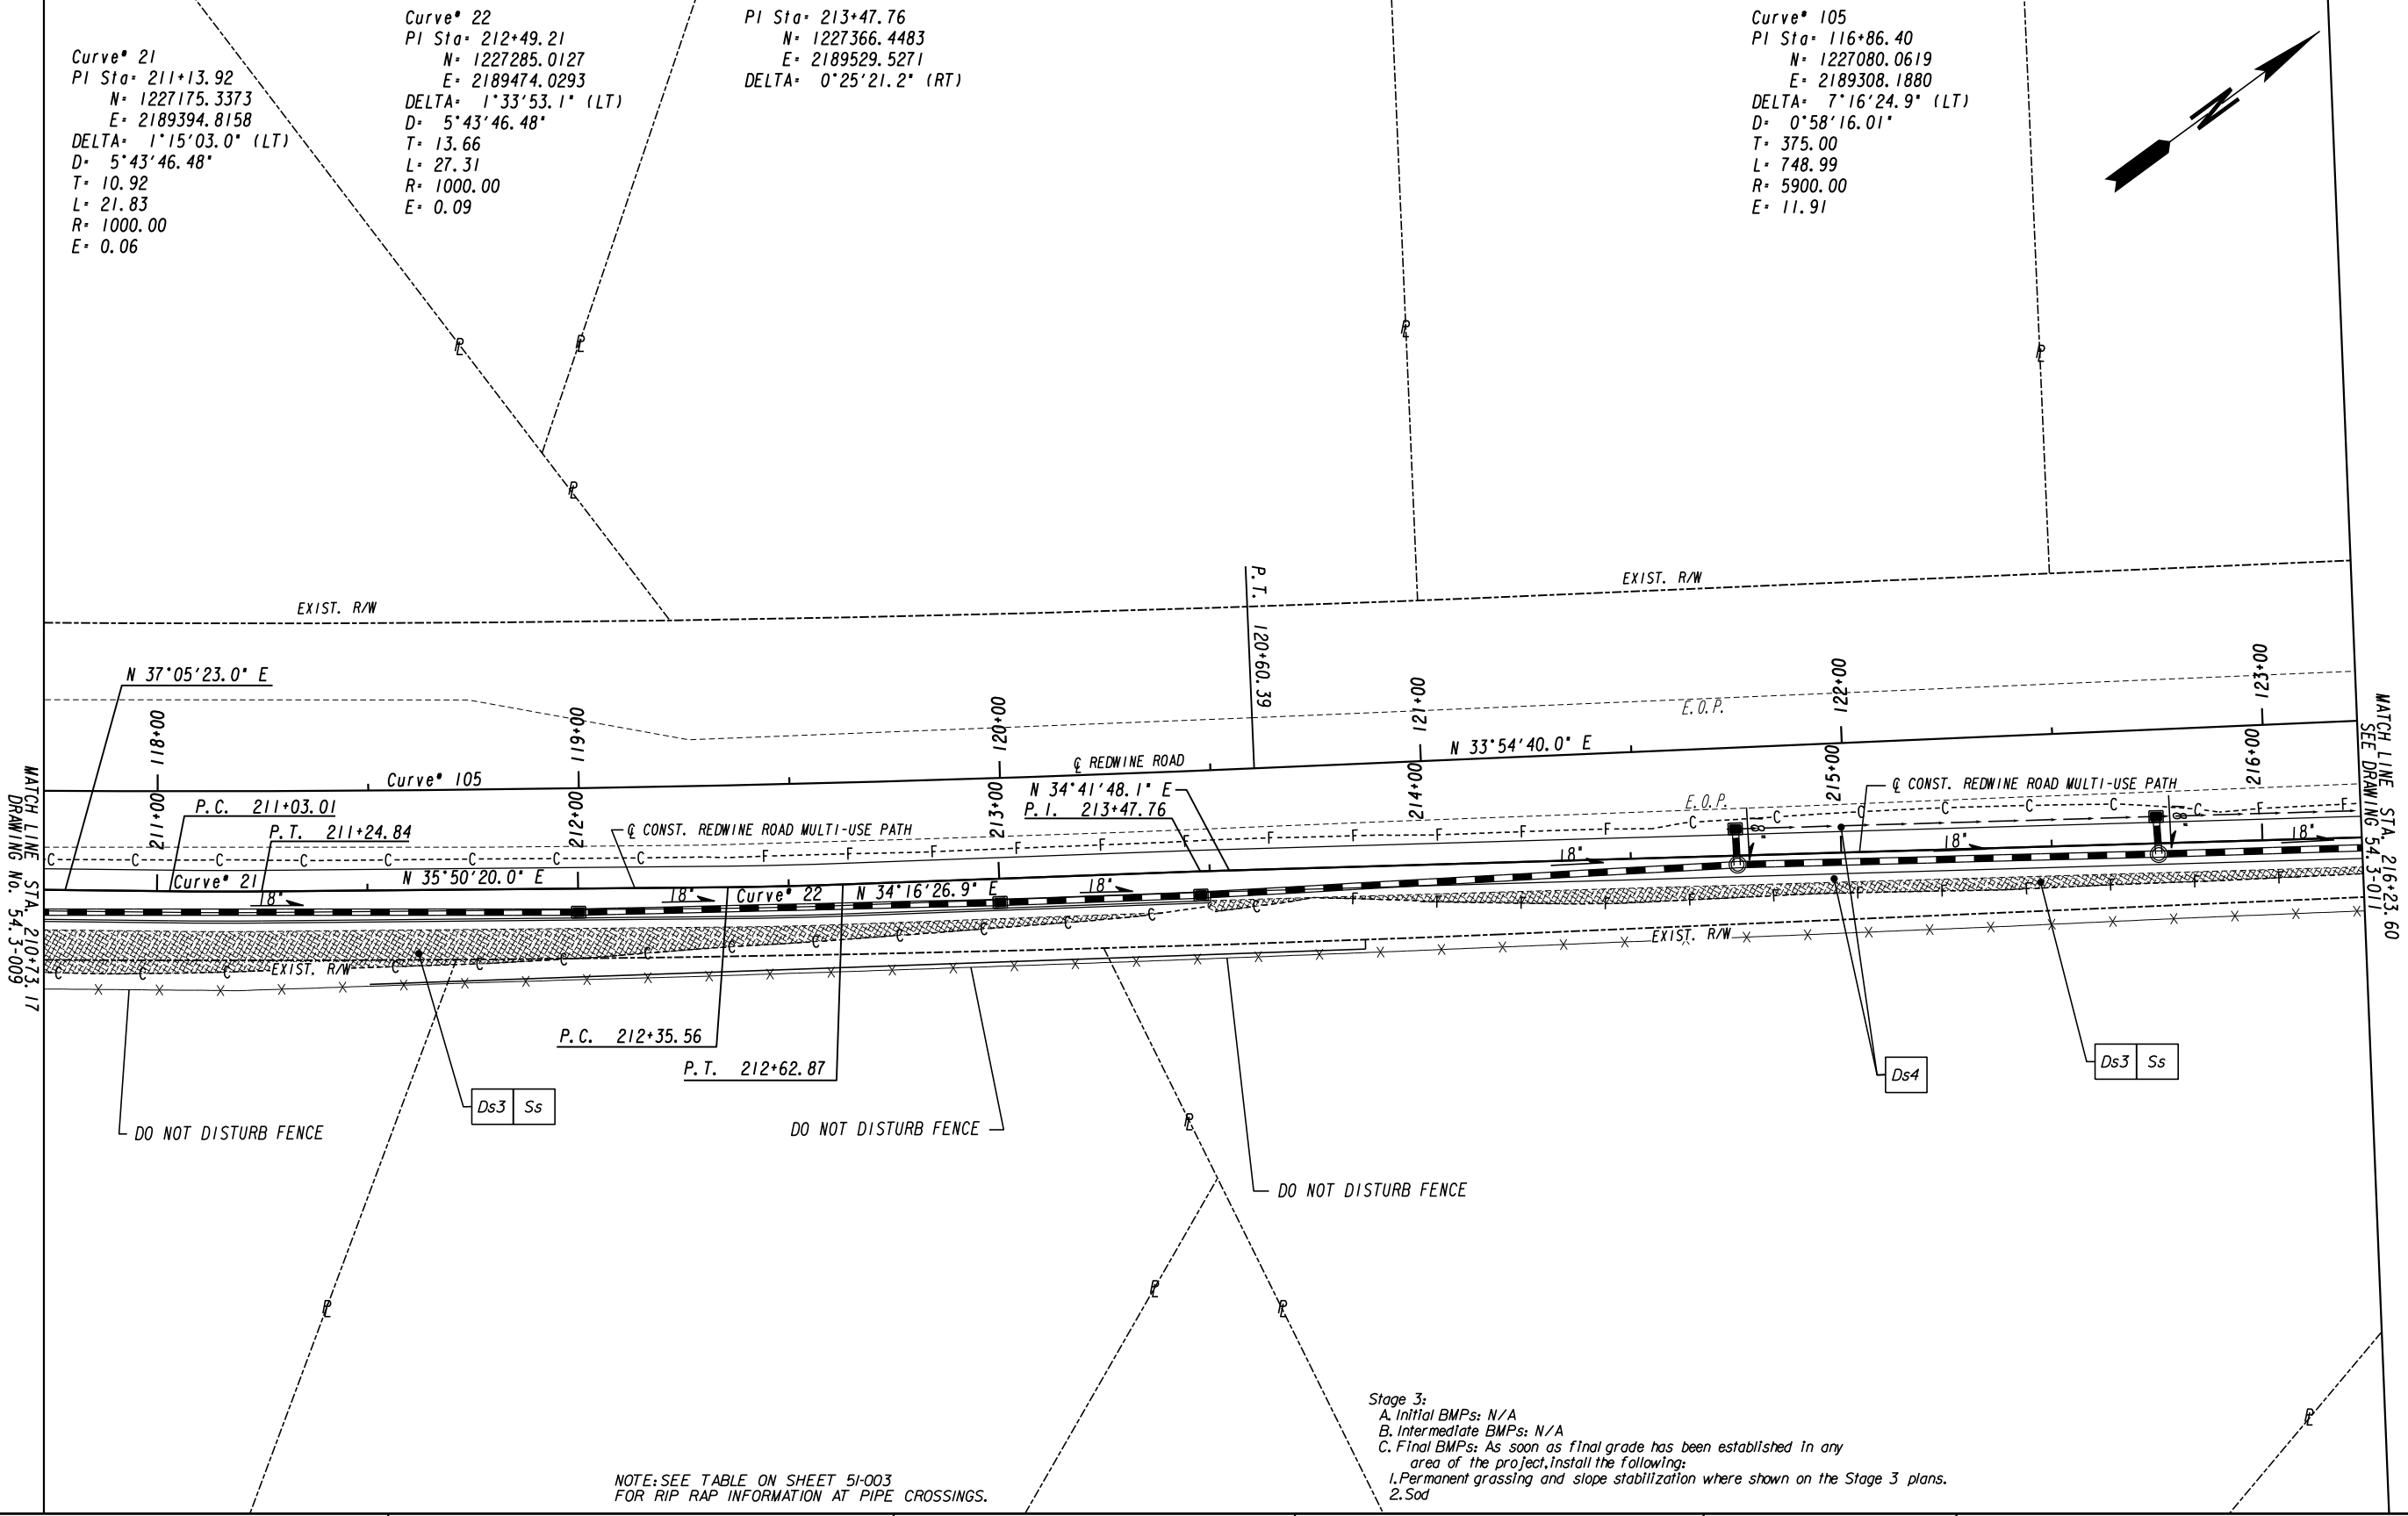 Curve# 21
PI Sta= 211+13.92
N= 1227175.3373
E= 2189394.8158
DELTA= 1°15'03.0" (LT)
D= 5°43'46.48"
T= 10.92
L= 21.83
R= 1000.00
E= 0.06
Curve# 22
PI Sta= 212+49.21
N= 1227285.0127
E= 2189474.0293
DELTA= 1°33'53.1" (LT)
D= 5°43'46.48"
T= 13.66
L= 27.31
R= 1000.00
E= 0.09
PI Sta= 213+47.76
N= 1227366.4483
E= 2189529.5271
DELTA= 0°25'21.2" (RT)
Curve# 105
PI Sta= 116+86.40
N= 1227080.0619
E= 2189308.1880
DELTA= 7°16'24.9" (LT)
D= 0°58'16.01"
T= 375.00
L= 748.99
R= 5900.00
E= 11.91
N
PL
PL
PL
PL
PL
EXIST. R/W
EXIST. R/W
P.T. 120+60.39
N 37°05'23.0" E
118+00
119+00
120+00
121+00
122+00
123+00
E.O.P.
Curve# 105
℄ REDWINE ROAD
N 33°54'40.0" E
211+00
212+00
213+00
214+00
215+00
216+00
P.C. 211+03.01
P.T. 211+24.84
℄ CONST. REDWINE ROAD MULTI-USE PATH
N 34°41'48.1" E
P.I. 213+47.76
E.O.P.
℄ CONST. REDWINE ROAD MULTI-USE PATH
C C C C C C C C F F F F F F F F F F F C C C C C C C F F
18"
18"
Curve# 21
N 35°50'20.0" E
Curve# 22
N 34°16'26.9" E
18"
18"
18"
18"
18"
18"
C C C C C C C C C C C C C C C F F F F F F F F F F F F
EXIST. R/W
EXIST. R/W
MATCH LINE STA. 210+73.17
DRAWING No. 54.3-009
MATCH LINE STA. 216+23.60
SEE DRAWING 54.3-011
P.C. 212+35.56
P.T. 212+62.87
Ds3 Ss
Ds4
Ds3 Ss
DO NOT DISTURB FENCE
DO NOT DISTURB FENCE
DO NOT DISTURB FENCE
PL
PL
PL
PL
PL
Stage 3:
A. Initial BMPs: N/A
B. Intermediate BMPs: N/A
C. Final BMPs: As soon as final grade has been established in any
area of the project, install the following:
1. Permanent grassing and slope stabilization where shown on the Stage 3 plans.
2. Sod
NOTE: SEE TABLE ON SHEET 51-003
FOR RIP RAP INFORMATION AT PIPE CROSSINGS.